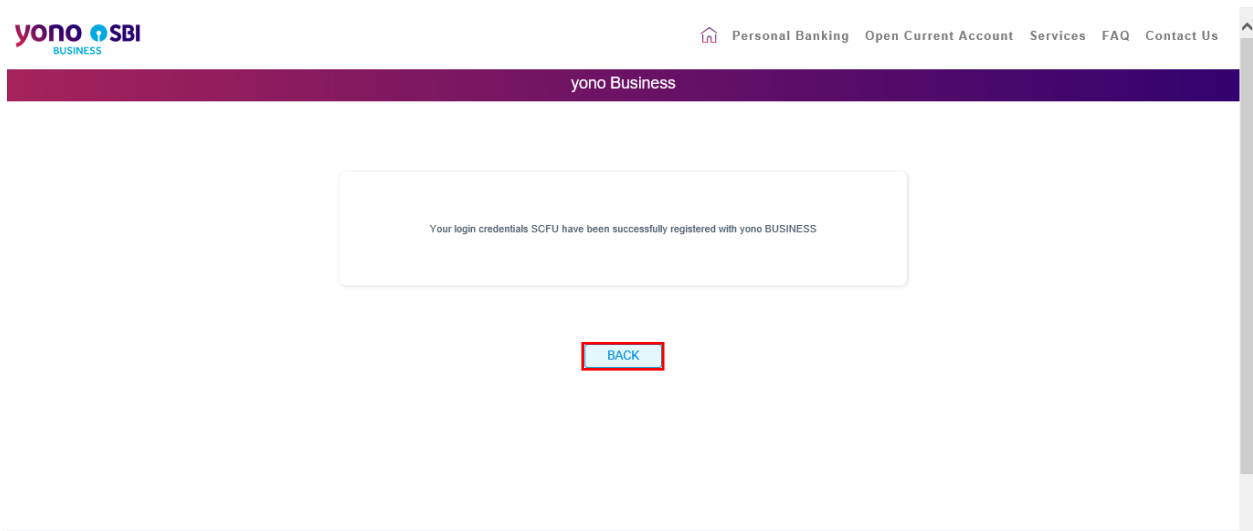 yono SBI
BUSINESS
Personal Banking Open Current Account Services FAQ Contact Us
yono Business
Your login credentials SCFU have been successfully registered with yono BUSINESS
BACK